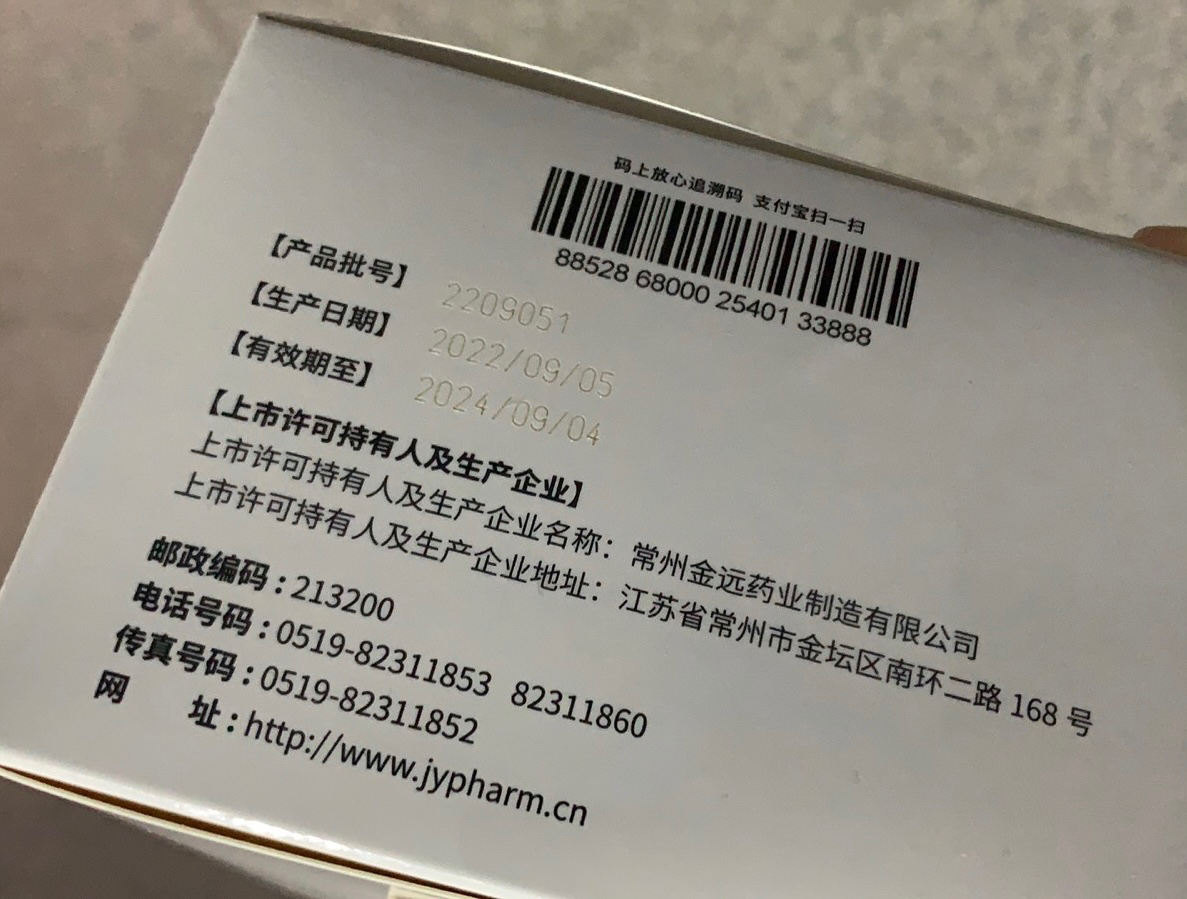 码上放心追溯码 支付宝扫一扫
88528 68000 25401 33888
【产品批号】 2209051
【生产日期】 2022/09/05
【有效期至】 2024/09/04
【上市许可持有人及生产企业】
上市许可持有人及生产企业名称：常州金远药业制造有限公司
上市许可持有人及生产企业地址：江苏省常州市金坛区南环二路 168 号
邮政编码：213200
电话号码：0519-82311853 82311860
传真号码：0519-82311852
网 址：http://www.jypharm.cn